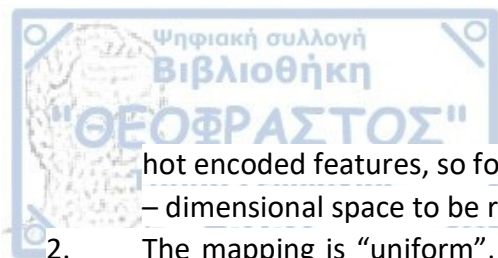 Ψηφιακή συλλογή
Βιβλιοθήκη
"ΘΕΟΦΡΑΣΤΟΣ"
hot encoded features, so fo
– dimensional space to be r
2. The mapping is "uniform".